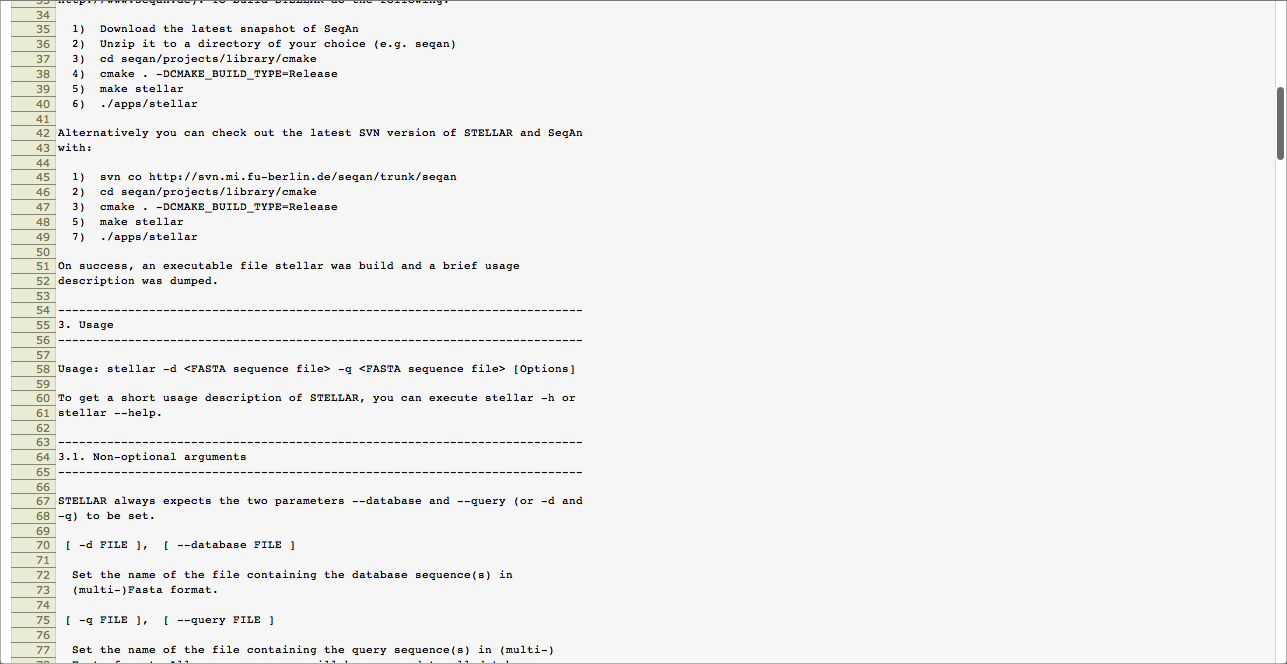 33 http://www.seqan.de). To build STELLAR do the following:
34
35   1)  Download the latest snapshot of SeqAn
36   2)  Unzip it to a directory of your choice (e.g. seqan)
37   3)  cd seqan/projects/library/cmake
38   4)  cmake . -DCMAKE_BUILD_TYPE=Release
39   5)  make stellar
40   6)  ./apps/stellar
41
42 Alternatively you can check out the latest SVN version of STELLAR and SeqAn
43 with:
44
45   1)  svn co http://svn.mi.fu-berlin.de/seqan/trunk/seqan
46   2)  cd seqan/projects/library/cmake
47   3)  cmake . -DCMAKE_BUILD_TYPE=Release
48   5)  make stellar
49   7)  ./apps/stellar
50
51 On success, an executable file stellar was build and a brief usage
52 description was dumped.
53
54 ---------------------------------------------------------------------------
55 3. Usage
56 ---------------------------------------------------------------------------
57
58 Usage: stellar -d <FASTA sequence file> -q <FASTA sequence file> [Options]
59
60 To get a short usage description of STELLAR, you can execute stellar -h or
61 stellar --help.
62
63 ---------------------------------------------------------------------------
64 3.1. Non-optional arguments
65 ---------------------------------------------------------------------------
66
67 STELLAR always expects the two parameters --database and --query (or -d and
68 -q) to be set.
69
70  [ -d FILE ],  [ --database FILE ]
71
72   Set the name of the file containing the database sequence(s) in
73   (multi-)Fasta format.
74
75  [ -q FILE ],  [ --query FILE ]
76
77   Set the name of the file containing the query sequence(s) in (multi-)
78